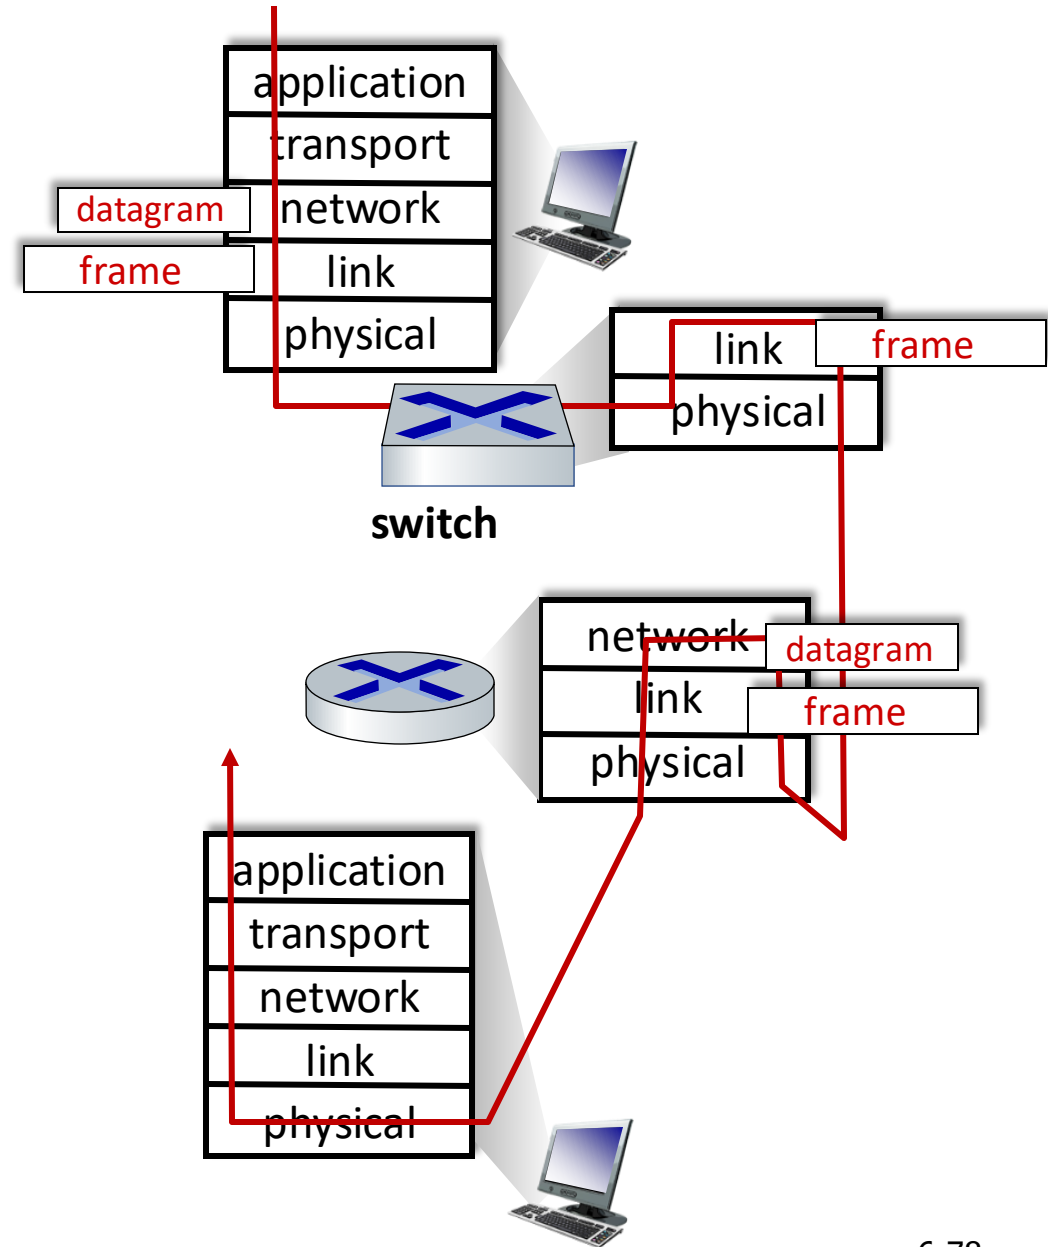 application
transport
datagram
network
frame
link
physical
link
frame
physical
switch
network
datagram
link
frame
physical
application
transport
network
link
physical